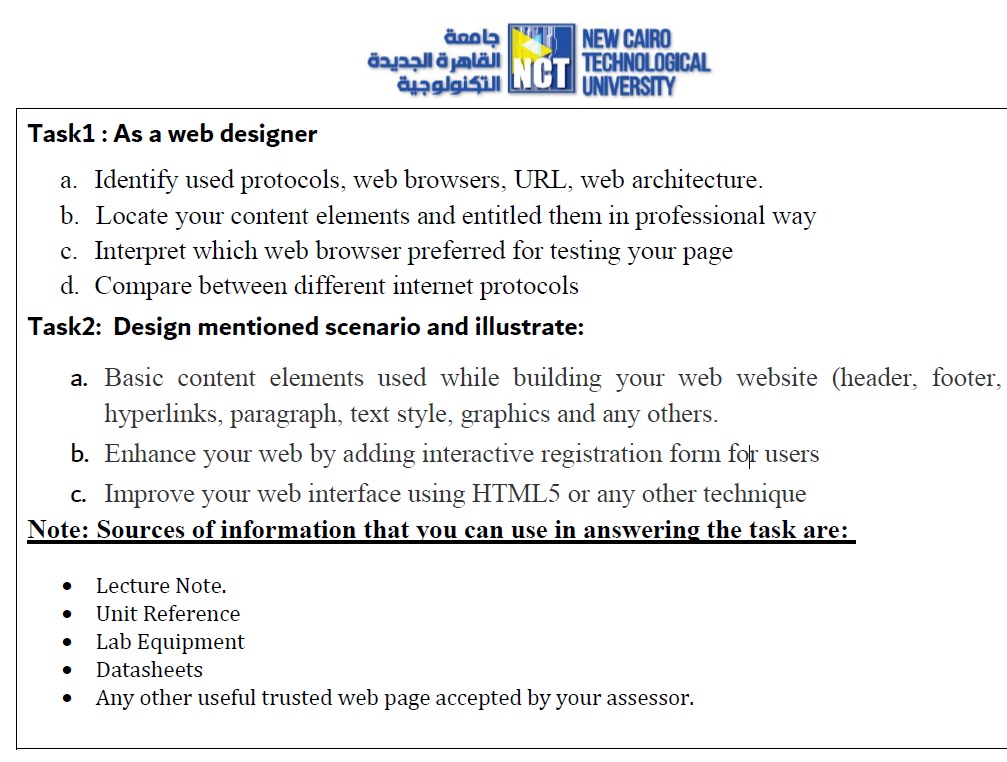 جامعة
القاهرة الجديدة
التكنولوجية
NCT
NEW CAIRO
TECHNOLOGICAL
UNIVERSITY
Task1 : As a web designer
a. Identify used protocols, web browsers, URL, web architecture.
b. Locate your content elements and entitled them in professional way
c. Interpret which web browser preferred for testing your page
d. Compare between different internet protocols
Task2: Design mentioned scenario and illustrate:
a. Basic content elements used while building your web website (header, footer,
hyperlinks, paragraph, text style, graphics and any others.
b. Enhance your web by adding interactive registration form for users
c. Improve your web interface using HTML5 or any other technique
Note: Sources of information that you can use in answering the task are:
• Lecture Note.
• Unit Reference
• Lab Equipment
• Datasheets
• Any other useful trusted web page accepted by your assessor.